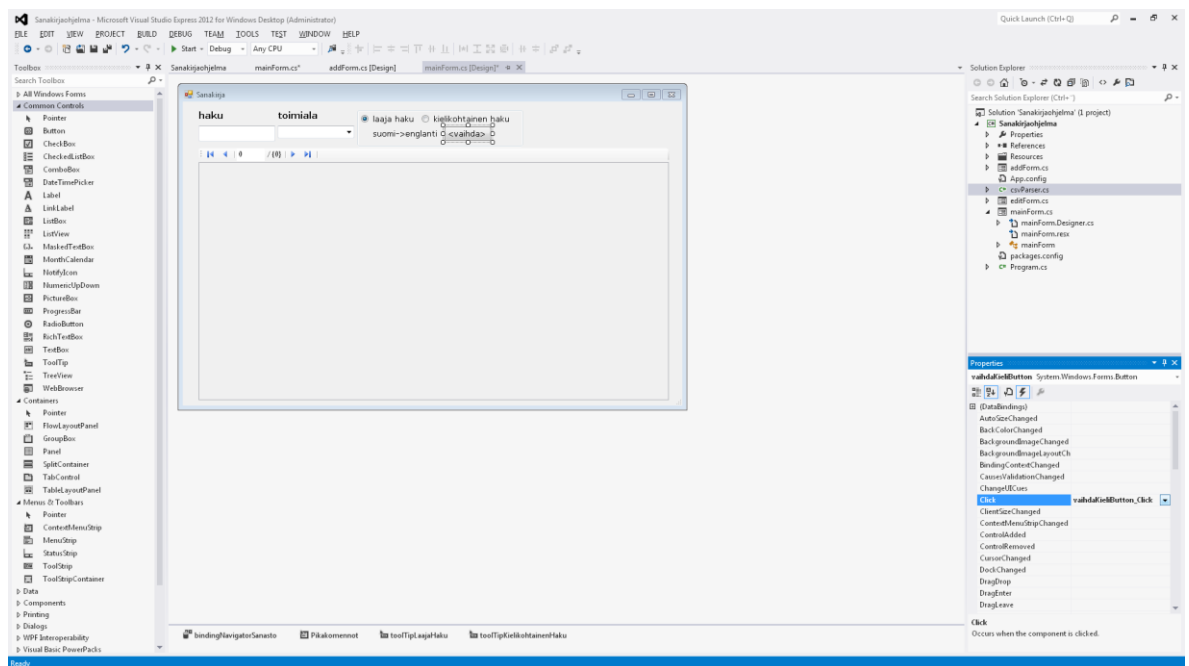 Sanakirjaohjelma - Microsoft Visual Studio Express 2012 for Windows Desktop (Administrator)
Quick Launch (Ctrl+Q)
FILE EDIT VIEW PROJECT BUILD DEBUG TEAM TOOLS TEST WINDOW HELP
Start - Debug - Any CPU
Toolbox
Search Toolbox
All Windows Forms
Common Controls
Pointer
Button
CheckBox
CheckedListBox
ComboBox
DateTimePicker
Label
LinkLabel
ListBox
ListView
MaskedTextBox
MonthCalendar
NotifyIcon
NumericUpDown
PictureBox
ProgressBar
RadioButton
RichTextBox
TextBox
ToolTip
TreeView
WebBrowser
Containers
Pointer
FlowLayoutPanel
GroupBox
Panel
SplitContainer
TabControl
TableLayoutPanel
Menus & Toolbars
Pointer
ContextMenuStrip
MenuStrip
StatusStrip
ToolStrip
ToolStripContainer
Data
Components
Printing
Dialogs
WPF Interoperability
Visual Basic PowerPacks
Sanakirjaohjelma mainForm.cs* addForm.cs [Design] mainForm.cs [Design]*
Sanakirja
haku toimiala laaja haku kielikohtainen haku
suomi->englanti <vaihda>
0 /{0}
bindingNavigatorSanasto Pikakomennot toolTipLaajaHaku toolTipKielikohtainenHaku
Solution Explorer
Search Solution Explorer (Ctrl+¨)
Solution 'Sanakirjaohjelma' (1 project)
Sanakirjaohjelma
Properties
References
Resources
addForm.cs
App.config
csvParser.cs
editForm.cs
mainForm.cs
mainForm.Designer.cs
mainForm.resx
mainForm
packages.config
Program.cs
Properties
vaihdaKieliButton System.Windows.Forms.Button
(DataBindings)
AutoSizeChanged
BackColorChanged
BackgroundImageChanged
BackgroundImageLayoutCh
BindingContextChanged
CausesValidationChanged
ChangeUICues
Click vaihdaKieliButton_Click
ClientSizeChanged
ContextMenuStripChanged
ControlAdded
ControlRemoved
CursorChanged
DockChanged
DragDrop
DragEnter
DragLeave
Click
Occurs when the component is clicked.
Ready